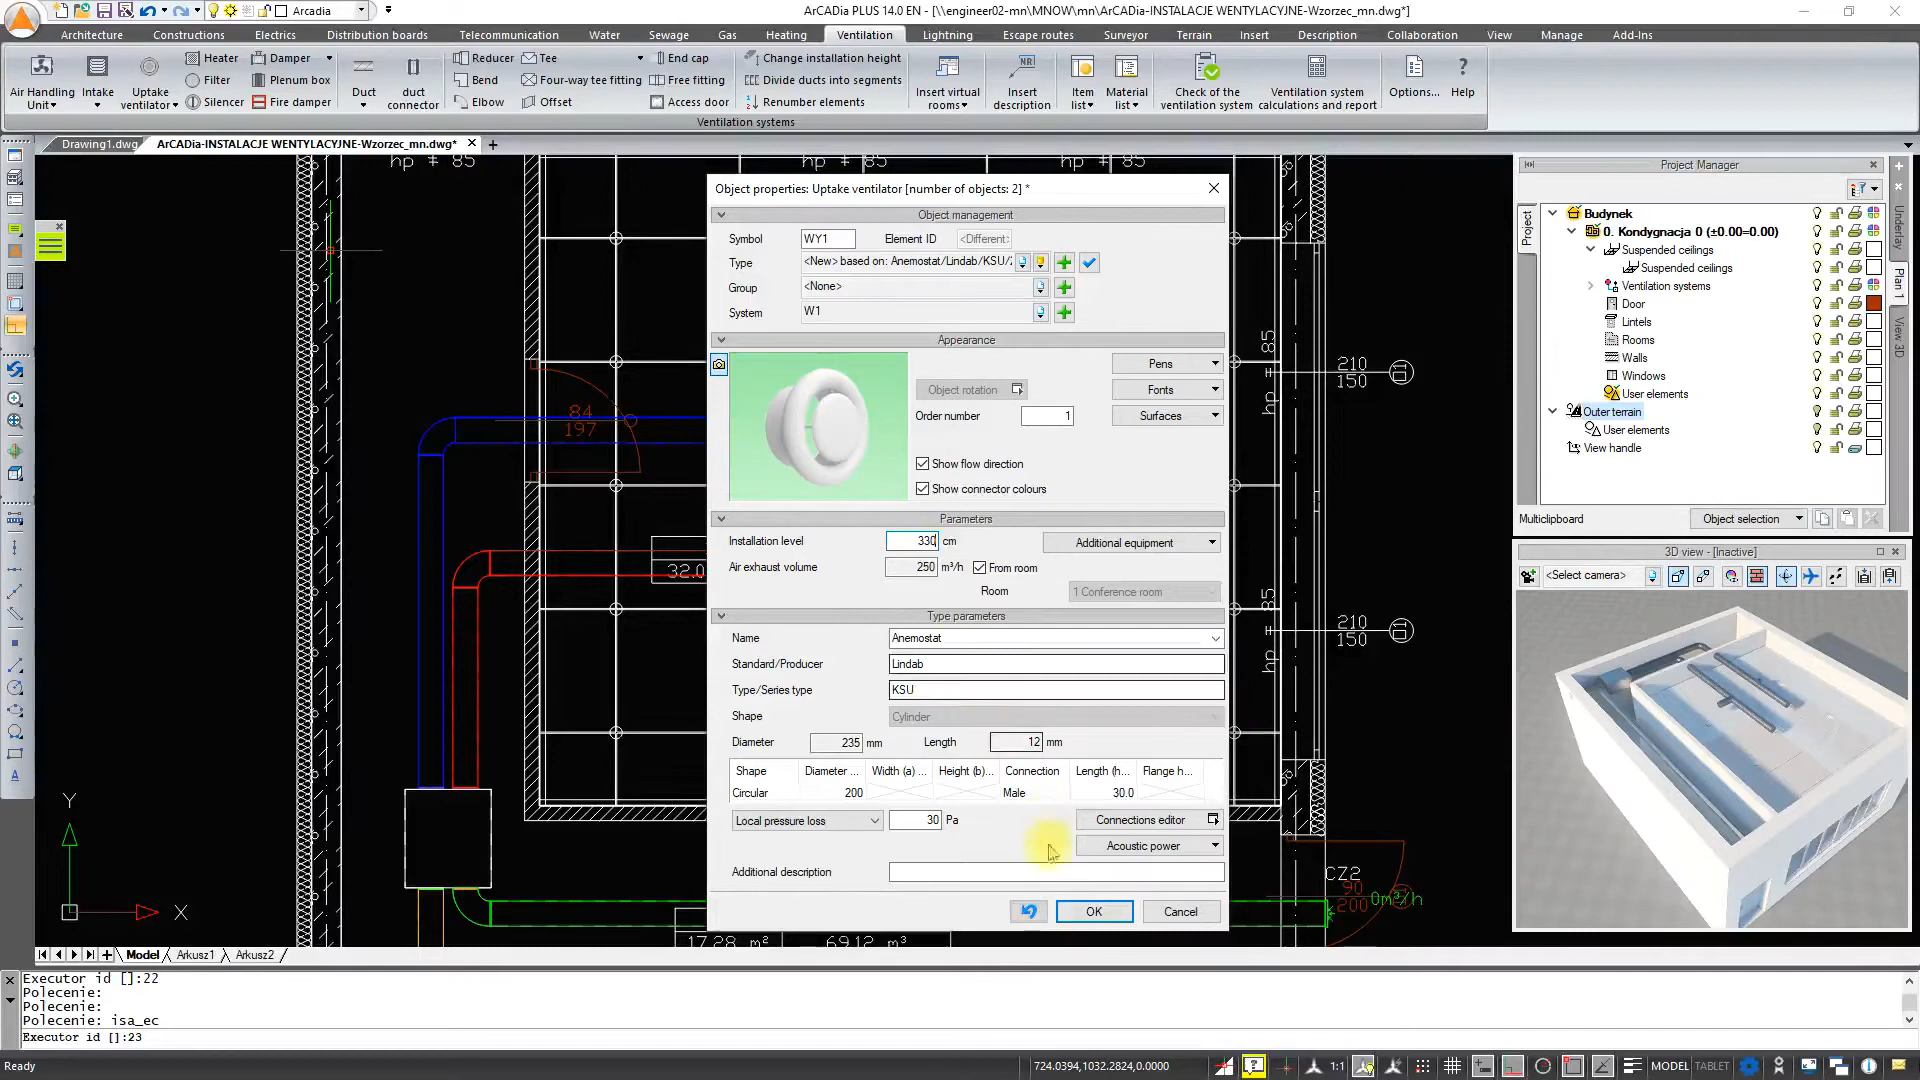 Arcadia
ArCADia PLUS 14.0 EN - [\\engineer02-mn\MNOW\mn\ArCADia-INSTALACJE WENTYLACYJNE-Wzorzec_mn.dwg*]
Architecture Constructions Electrics Distribution boards Telecommunication Water Sewage Gas Heating Ventilation Lightning Escape routes Surveyor Terrain Insert Description Collaboration View Manage Add-Ins
Heater Damper Reducer Tee End cap Change installation height
Filter Plenum box Bend Four-way tee fitting Free fitting Divide ducts into segments
Silencer Fire damper Elbow Offset Access door Renumber elements
Air Handling Unit Intake Uptake ventilator Duct duct connector
Insert virtual rooms Insert description Item list Material list Check of the ventilation system Ventilation system calculations and report Options... Help
Ventilation systems
Drawing1.dwg ArCADia-INSTALACJE WENTYLACYJNE-Wzorzec_mn.dwg*
hp = 85 hp = 85 hp = 85
Object properties: Uptake ventilator [number of objects: 2] *
Object management
Symbol WY1 Element ID <Different>
Type <New> based on: Anemostat/Lindab/KSU/
Group <None>
System W1
Appearance
Pens
Object rotation Fonts
Order number 1 Surfaces
Show flow direction
Show connector colours
Parameters
Installation level 330 cm Additional equipment
Air exhaust volume 250 m³/h From room
Room 1 Conference room
Type parameters
Name Anemostat
Standard/Producer Lindab
Type/Series type KSU
Shape Cylinder
Diameter 235 mm Length 12 mm
Shape Diameter ... Width (a) ... Height (b)... Connection Length (h... Flange h...
Circular 200 Male 30.0
Local pressure loss 30 Pa Connections editor
Acoustic power
Additional description
OK Cancel
84
197
32.0
85
hp
210
150
85
hp
210
150
CZ2
90
200
0m³/h
17.28 m² 69.12 m³
Y
X
Project Manager
Project
Budynek
0. Kondygnacja 0 (±0.00=0.00)
Suspended ceilings
Suspended ceilings
Ventilation systems
Door
Lintels
Rooms
Walls
Windows
User elements
Outer terrain
User elements
View handle
Underlay
Plan 1
View 3D
Multiclipboard Object selection
3D view - [Inactive]
<Select camera>
Model Arkusz1 Arkusz2
Executor id []:22
Polecenie:
Polecenie:
Polecenie: isa_ec
Executor id []:23
Ready 724.0394,1032.2824,0.0000 1:1 MODEL TABLET